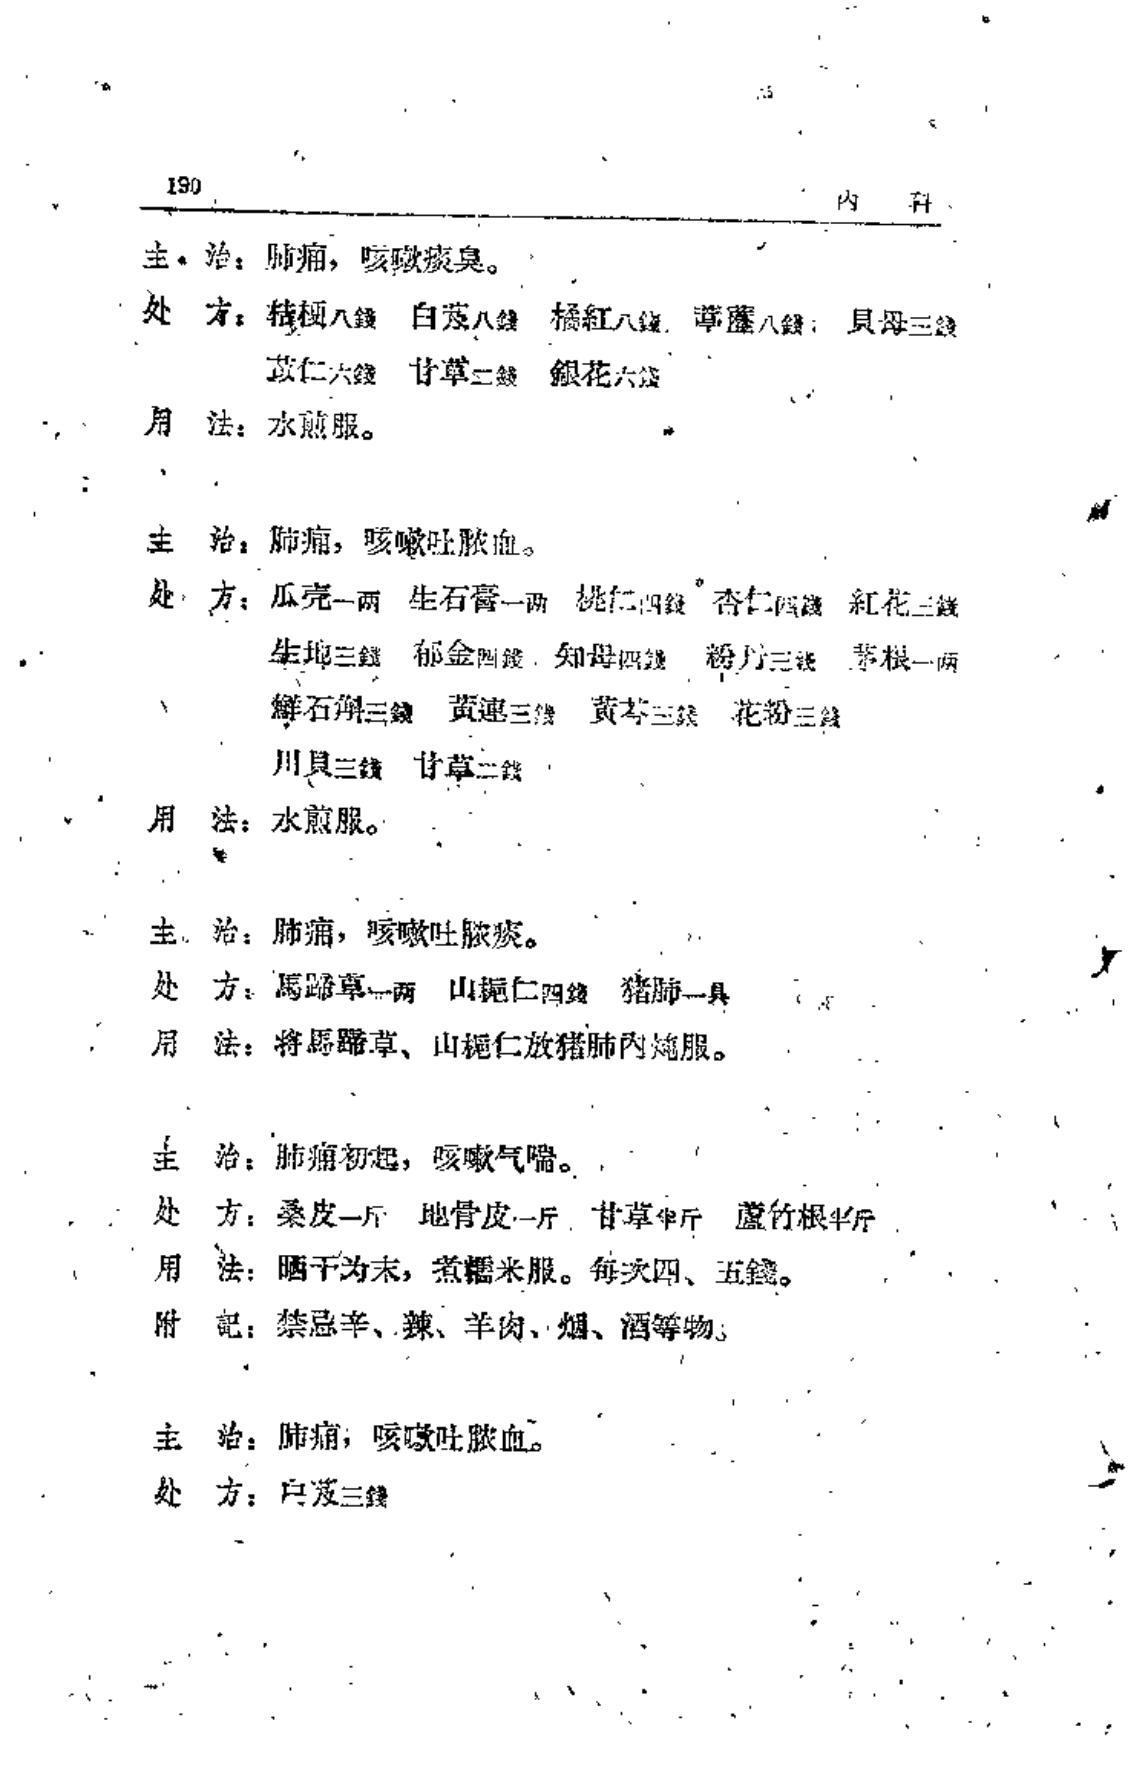 190
内 科
主 治：肺痈，咳嗽痰臭。
处 方：桔梗八錢 白芨八錢 橘紅八錢 葶藶八錢 貝母三錢
苡仁六錢 甘草二錢 銀花六錢
用 法：水煎服。
主 治：肺痈，咳嗽吐脓血。
处 方：瓜壳一两 生石膏一两 桃仁四錢 杏仁四錢 紅花三錢
生地三錢 郁金四錢 知母四錢 粉丹三錢 茅根一两
鮮石斛三錢 黃連三錢 黃芩三錢 花粉三錢
川貝三錢 甘草二錢
用 法：水煎服。
主 治：肺痈，咳嗽吐脓痰。
处 方：馬蹄草一两 山梔仁四錢 猪肺一具
用 法：将馬蹄草、山梔仁放猪肺內炖服。
主 治：肺痈初起，咳嗽气喘。
处 方：桑皮一斤 地骨皮一斤 甘草半斤 蘆竹根半斤
用 法：晒干为末，煮糯米服。每次四、五錢。
附 記：禁忌辛、辣、羊肉、烟、酒等物。
主 治：肺痈，咳嗽吐脓血。
处 方：白芨三錢